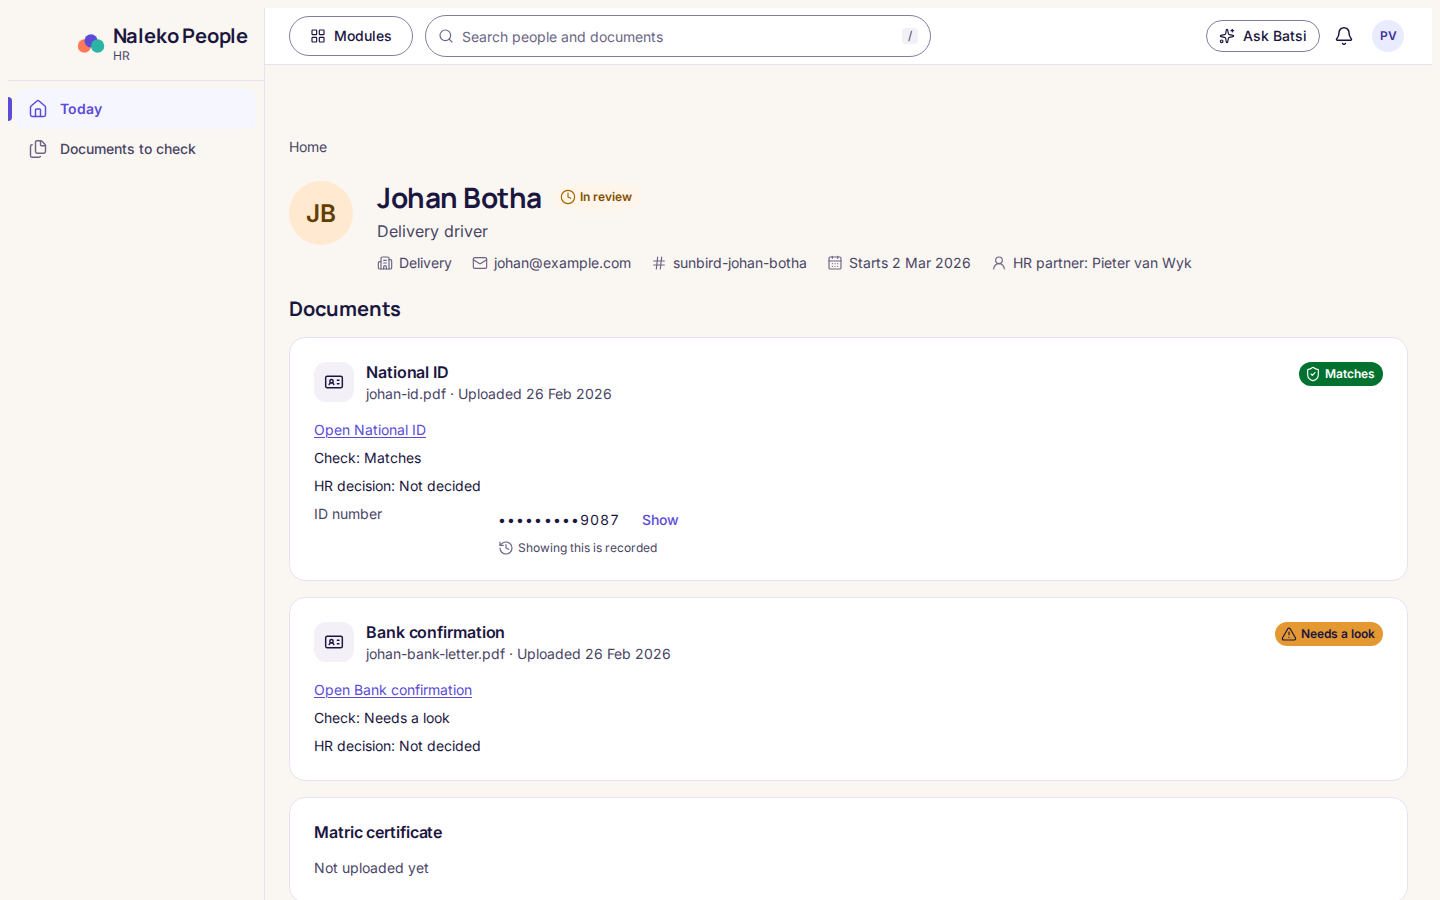 Naleko People
HR
Modules
Search people and documents
/
Ask Batsi
PV
Today
Documents to check
Home
JB
Johan Botha
In review
Delivery driver
Delivery
johan@example.com
sunbird-johan-botha
Starts 2 Mar 2026
HR partner: Pieter van Wyk
Documents
National ID
Matches
johan-id.pdf · Uploaded 26 Feb 2026
Open National ID
Check: Matches
HR decision: Not decided
ID number
•••••••••9087
Show
Showing this is recorded
Bank confirmation
Needs a look
johan-bank-letter.pdf · Uploaded 26 Feb 2026
Open Bank confirmation
Check: Needs a look
HR decision: Not decided
Matric certificate
Not uploaded yet